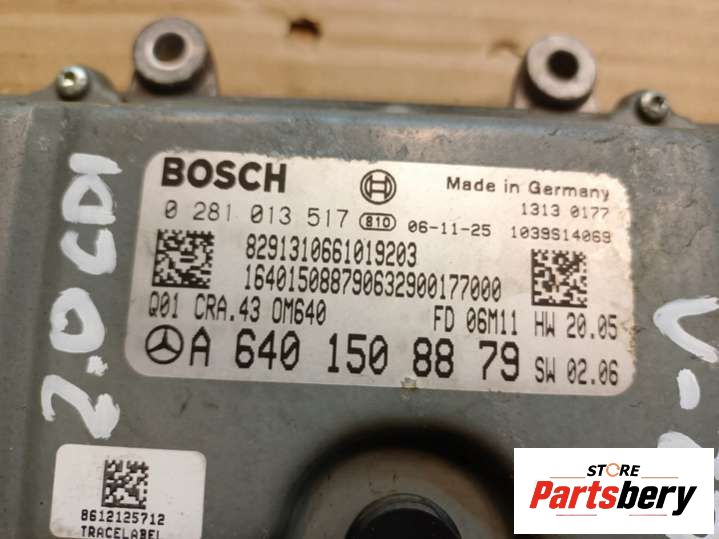 BOSCH
Made in Germany
0 281 013 517 810 06-11-25
1313 0177
1039S14069
8291310661019203
16401508879063290017​7000
Q01 CRA.43 OM640 FD 06M11 HW 20.05
A 640 150 88 79 SW 02.06
2.0 CDI
V-
8612125712
TRACELABEL
STORE
Partsbery